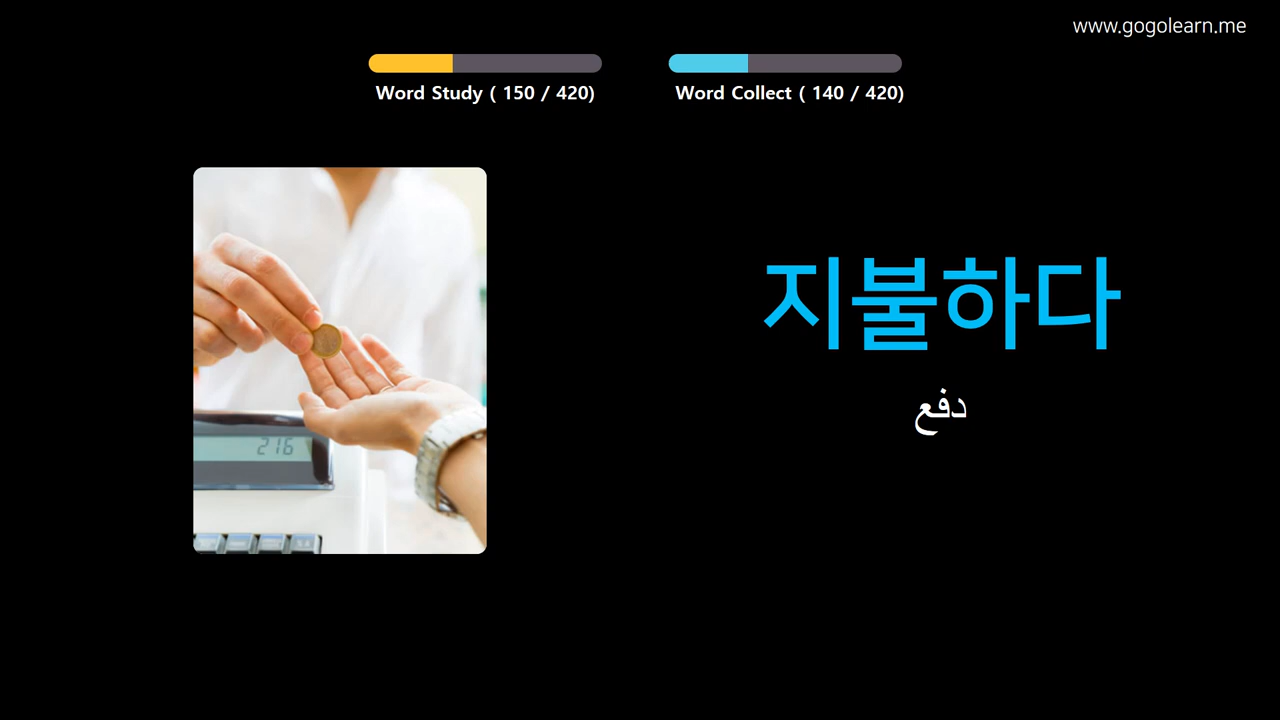 www.gogolearn.me
Word Study ( 150 / 420)
Word Collect ( 140 / 420)
지불하다
دفع
216